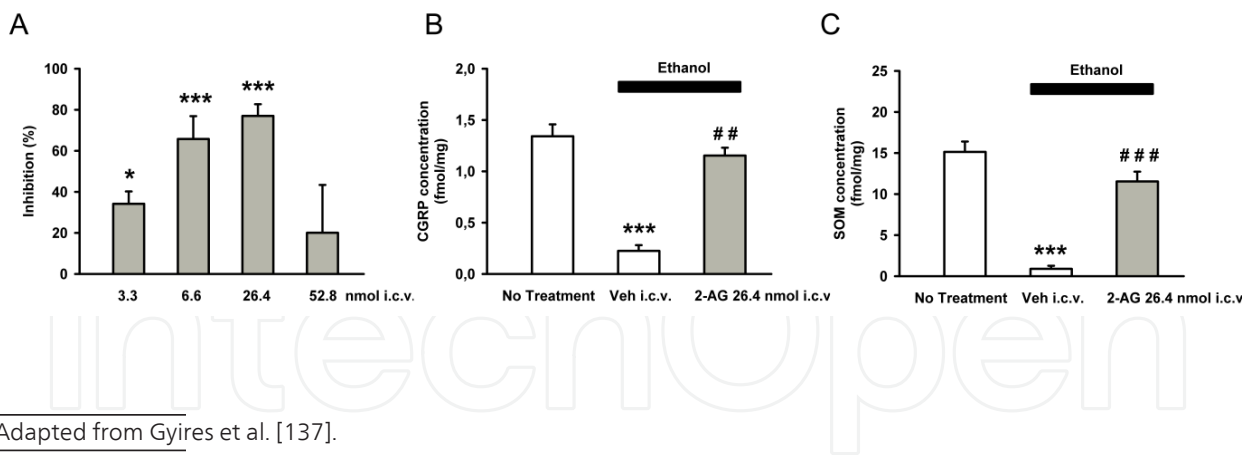 A
Inhibition (%)
100
80
60
40
20
0
*
***
***
3.3 6.6 26.4 52.8 nmol i.c.v.
B
CGRP concentration
(fmol/mg)
2,0
1,5
1,0
0,5
0,0
Ethanol
***
##
No Treatment Veh i.c.v. 2-AG 26.4 nmol i.c.v
C
SOM concentration
(fmol/mg)
25
20
15
10
5
0
Ethanol
***
###
No Treatment Veh i.c.v. 2-AG 26.4 nmol i.c.v
IntechOpen
Adapted from Gyires et al. [137].